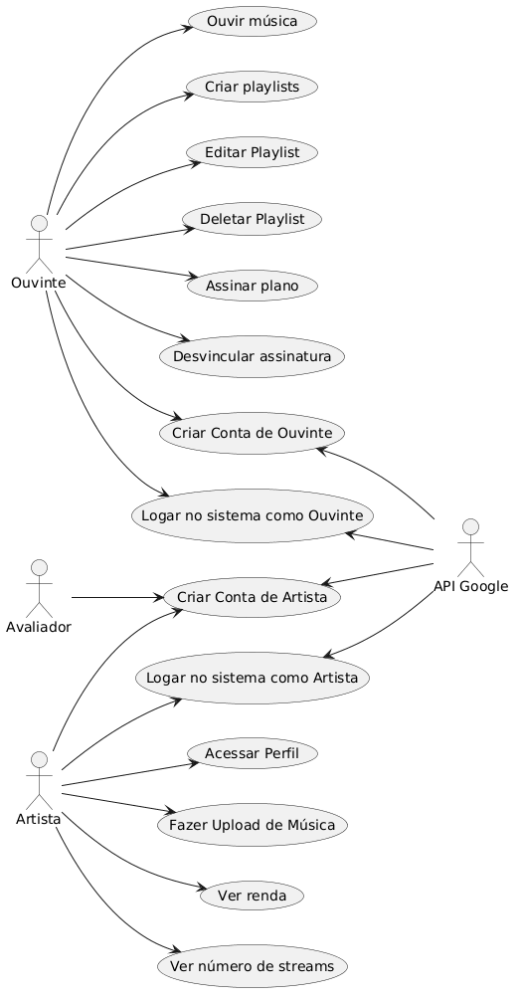 Ouvir música
Criar playlists
Editar Playlist
Deletar Playlist
Ouvinte
Assinar plano
Desvincular assinatura
Criar Conta de Ouvinte
Logar no sistema como Ouvinte
API Google
Avaliador
Criar Conta de Artista
Logar no sistema como Artista
Acessar Perfil
Artista
Fazer Upload de Música
Ver renda
Ver número de streams